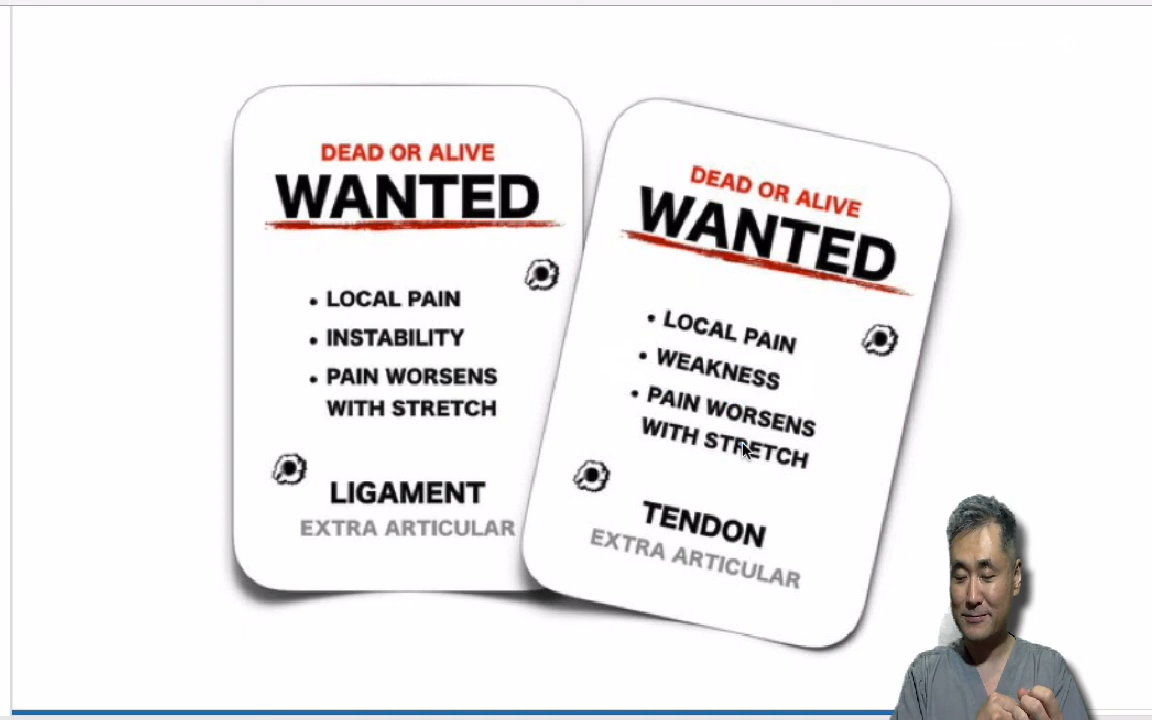 DEAD OR ALIVE
WANTED
• LOCAL PAIN
• INSTABILITY
• PAIN WORSENS
WITH STRETCH
LIGAMENT
EXTRA ARTICULAR
DEAD OR ALIVE
WANTED
• LOCAL PAIN
• WEAKNESS
• PAIN WORSENS
WITH STRETCH
TENDON
EXTRA ARTICULAR